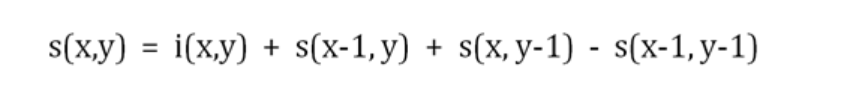 s(x,y) = i(x,y) + s(x-1,y) + s(x,y-1) - s(x-1,y-1)